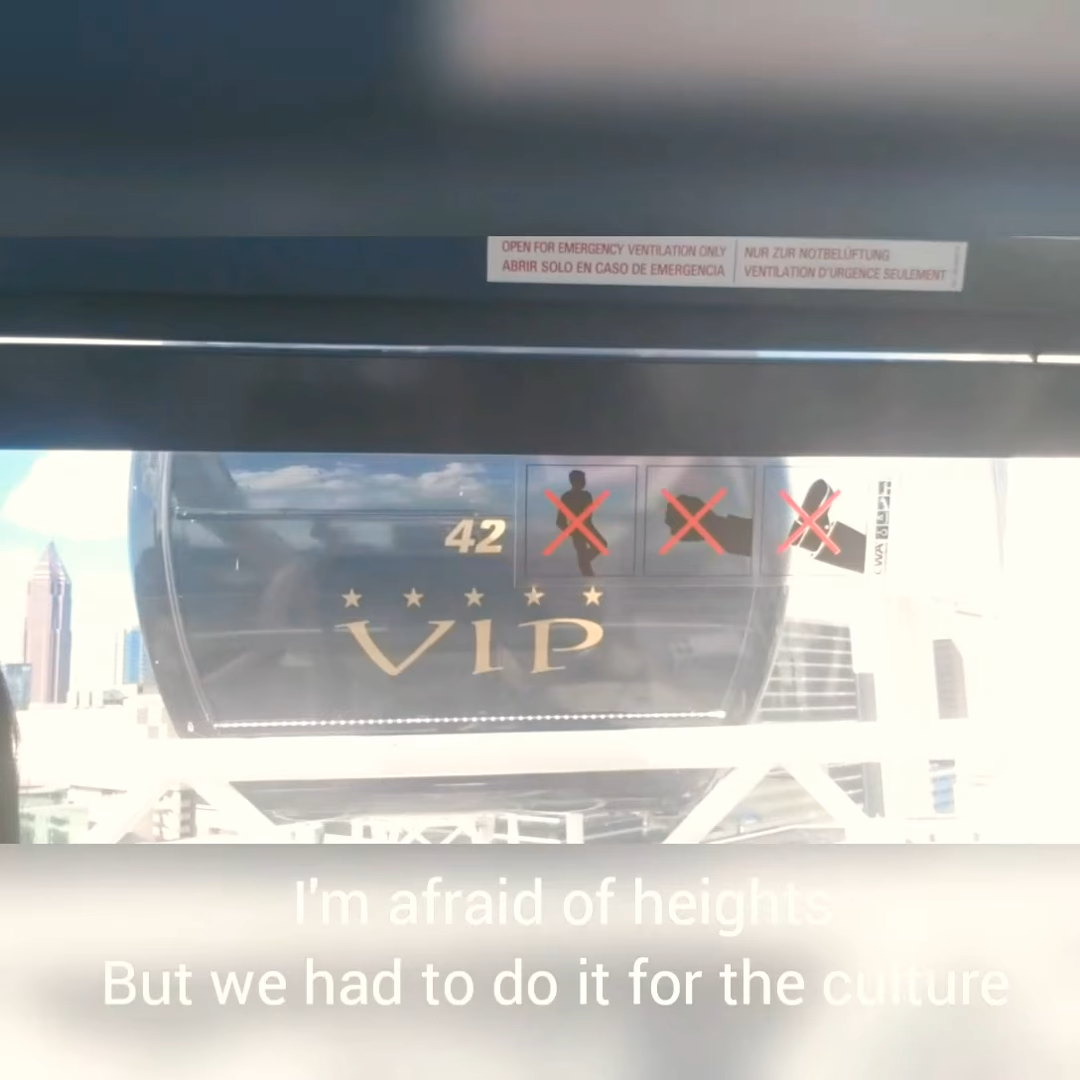 OPEN FOR EMERGENCY VENTILATION ONLY
ABRIR SOLO EN CASO DE EMERGENCIA
NUR ZUR NOTBELÜFTUNG
VENTILATION D'URGENCE SEULEMENT
42
VIP
CWA
I'm afraid of heights
But we had to do it for the culture